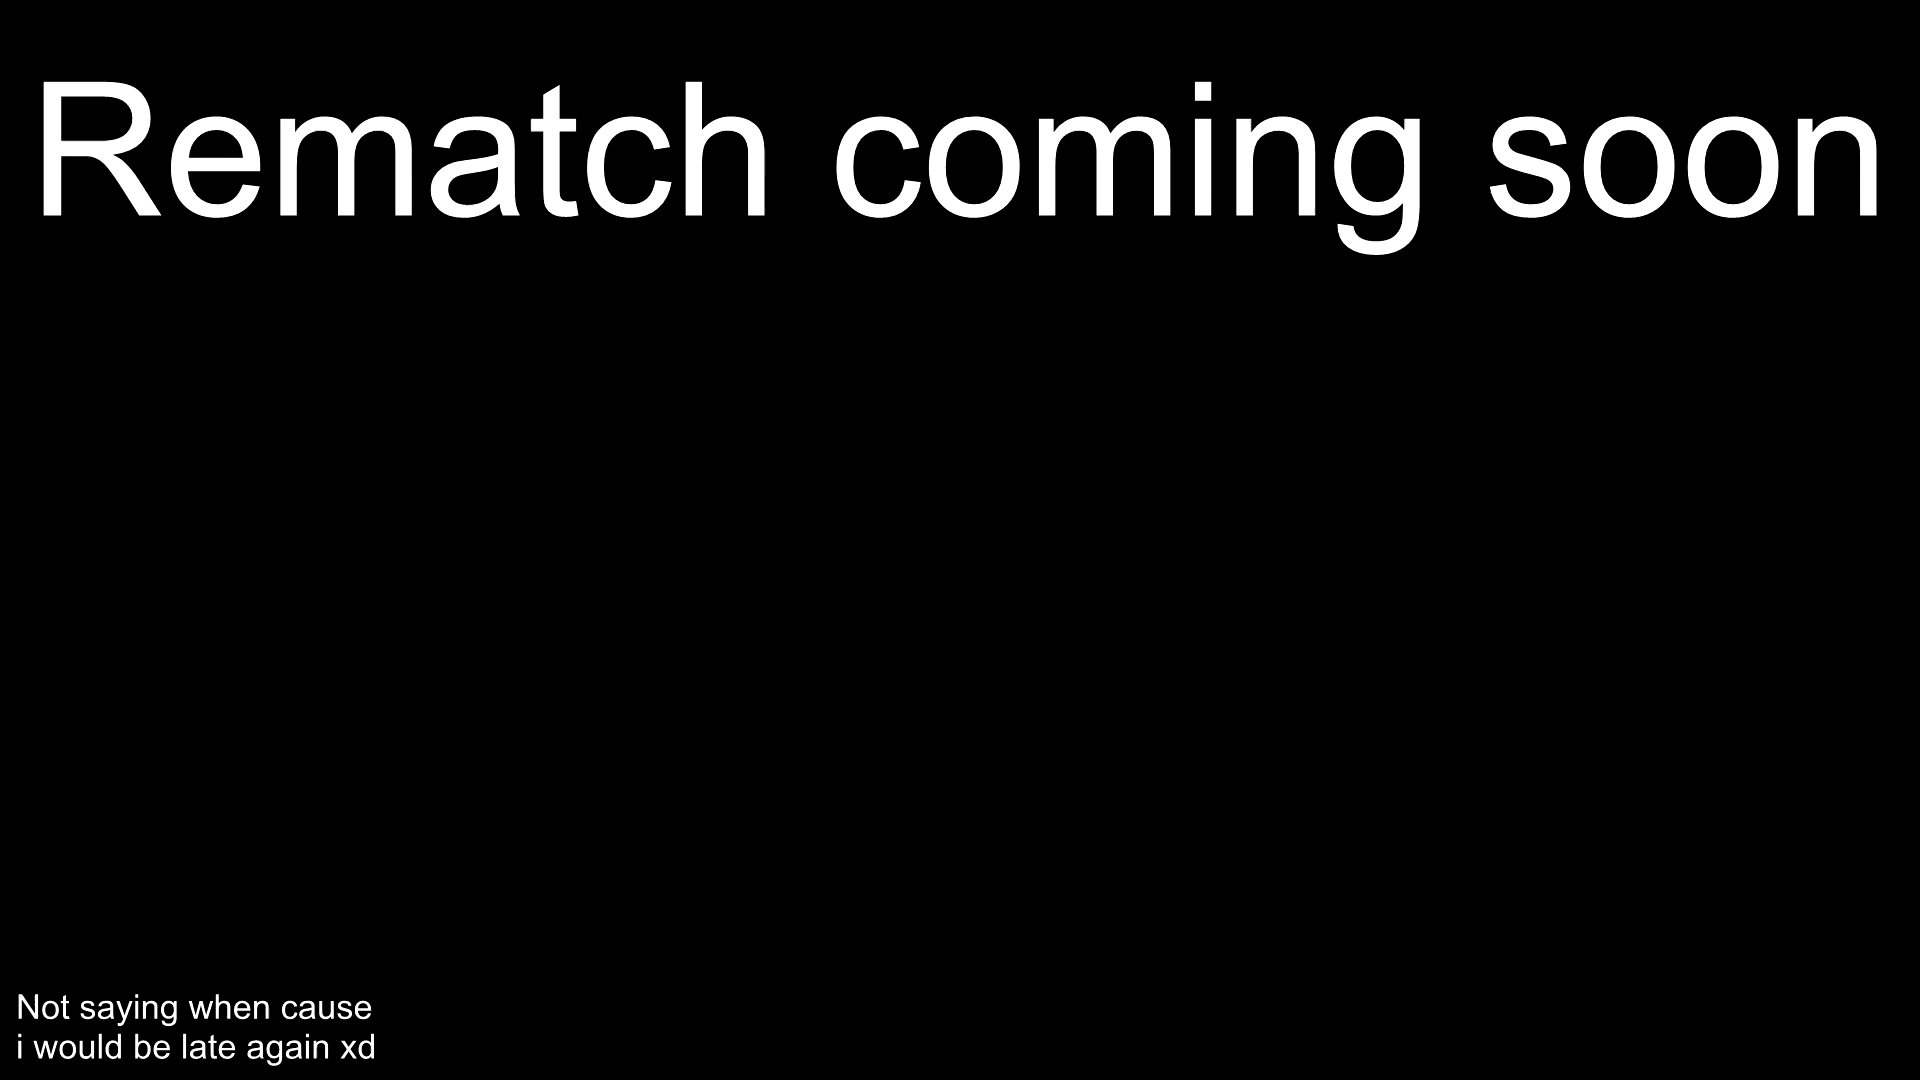 Rematch coming soon
Not saying when cause
i would be late again xd